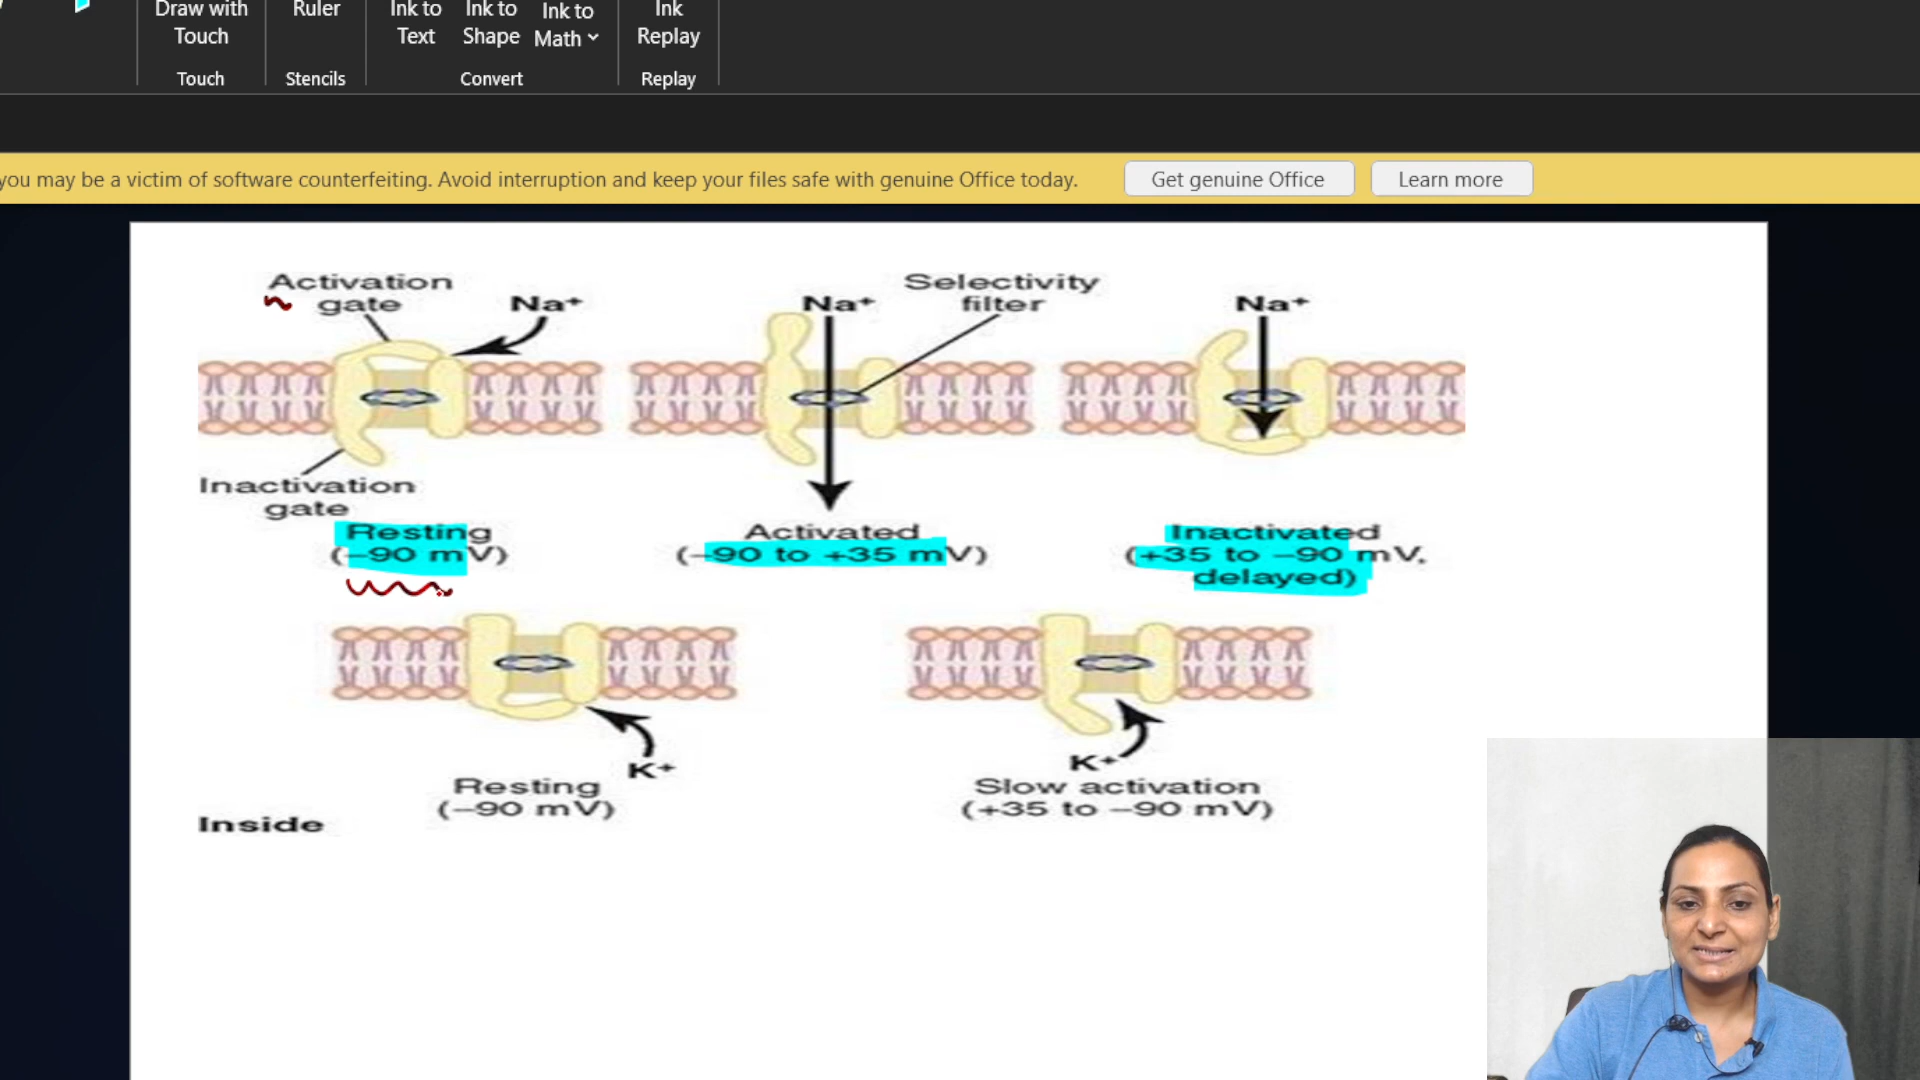 Draw with
Touch
Ruler
Ink to
Text
Ink to
Shape
Ink to
Math
Ink
Replay
Touch
Stencils
Convert
Replay
you may be a victim of software counterfeiting. Avoid interruption and keep your files safe with genuine Office today.
Get genuine Office
Learn more
Activation
gate
Na+
Na+
Selectivity
filter
Na+
Inactivation
gate
Resting
(−90 mV)
Activated
(−90 to +35 mV)
Inactivated
(+35 to −90 mV,
delayed)
K+
Resting
(−90 mV)
K+
Slow activation
(+35 to −90 mV)
Inside